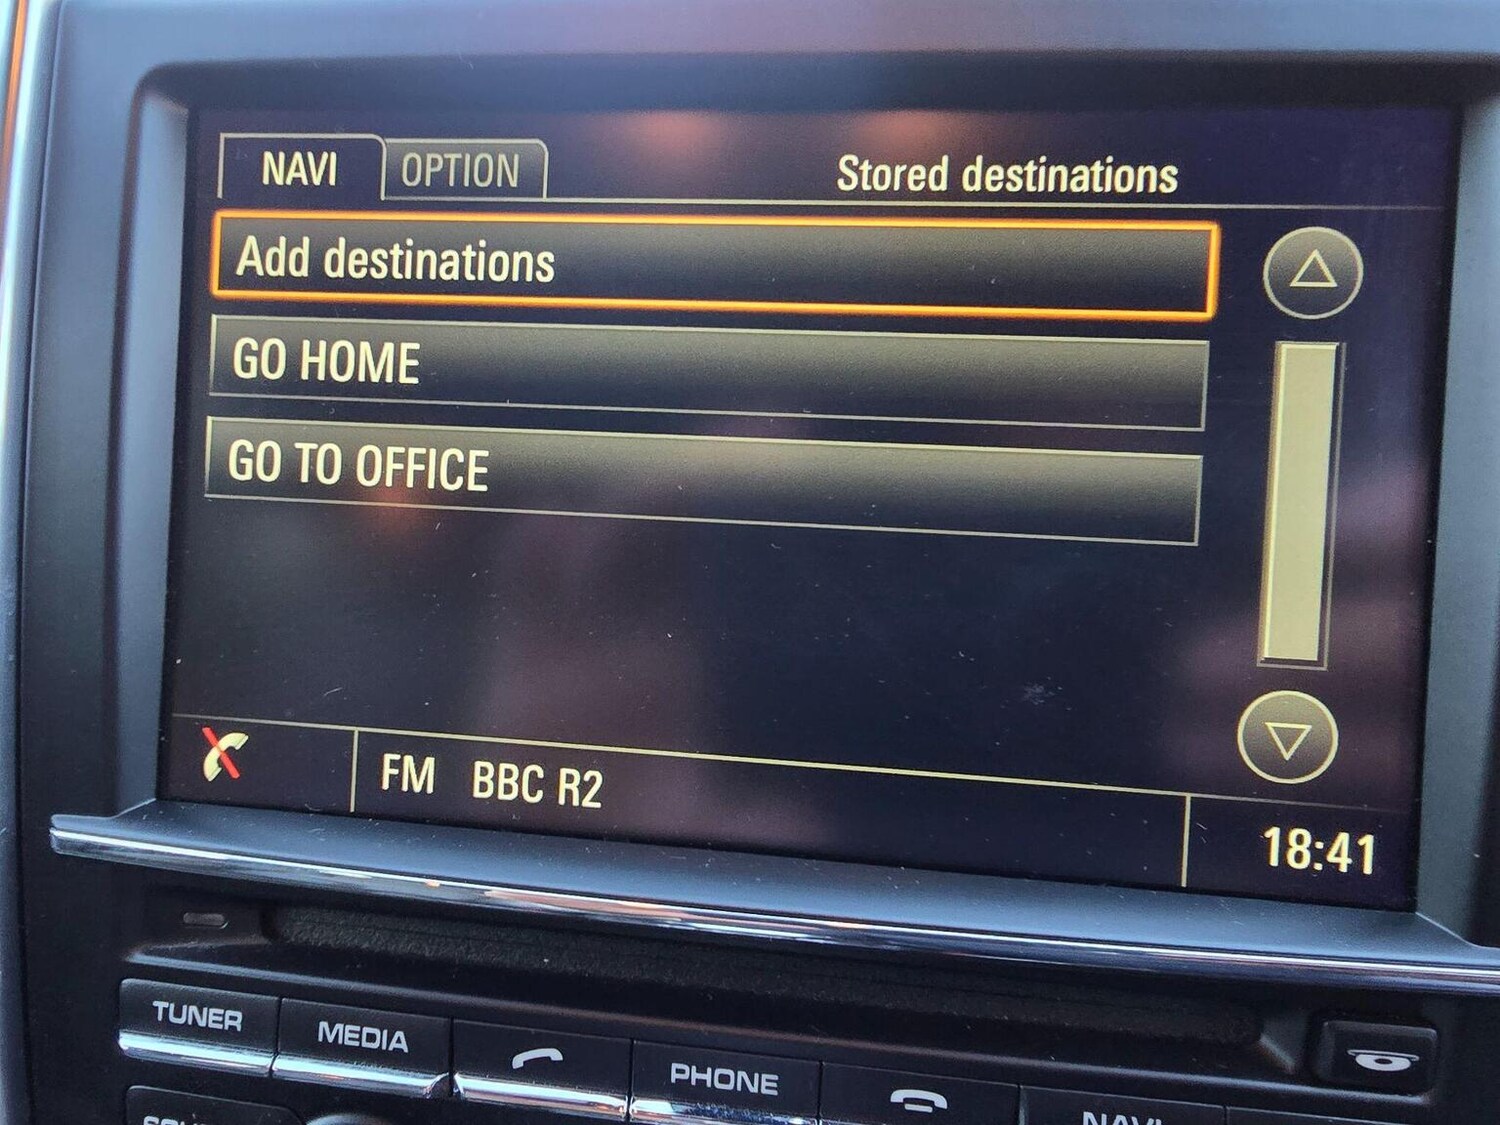 NAVI OPTION Stored destinations
Add destinations
GO HOME
GO TO OFFICE
FM BBC R2
18:41
TUNER MEDIA PHONE
NAVI